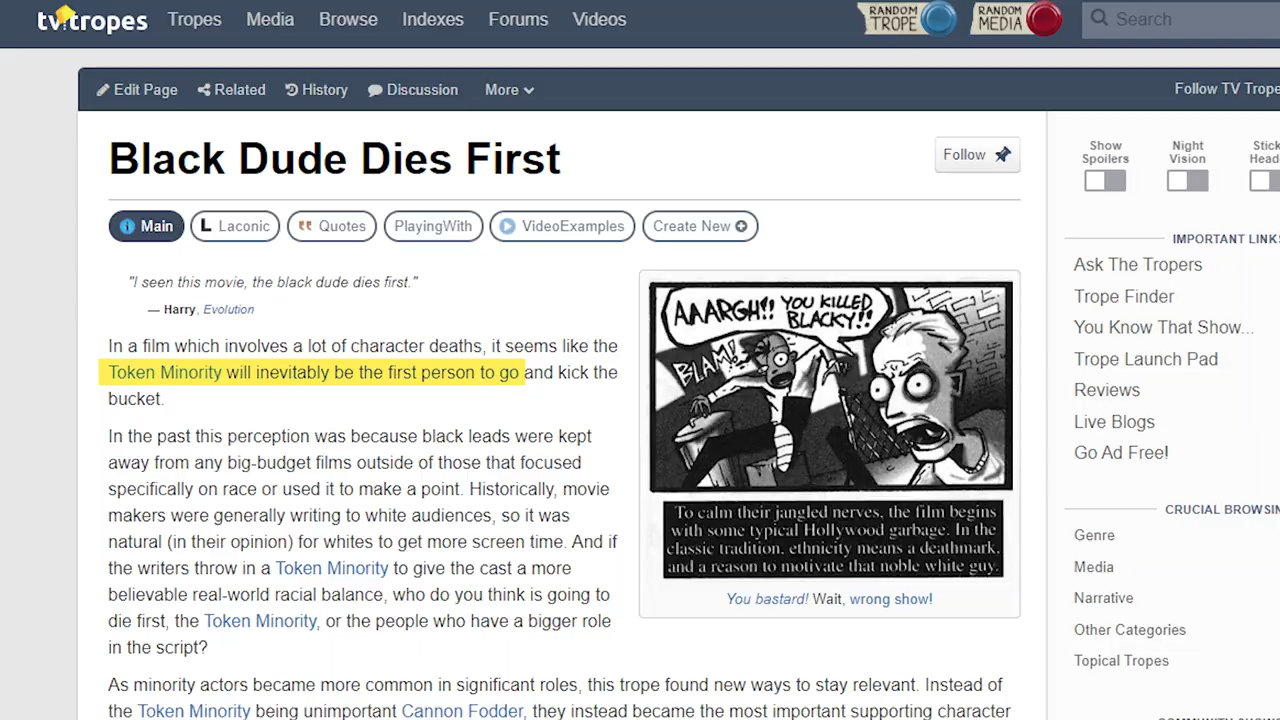 tv tropes Tropes Media Browse Indexes Forums Videos RANDOM TROPE RANDOM MEDIA Search
Edit Page Related History Discussion More Follow TV Trope
Black Dude Dies First
Follow
Main Laconic Quotes PlayingWith VideoExamples Create New
"I seen this movie, the black dude dies first."
— Harry, Evolution
In a film which involves a lot of character deaths, it seems like the
Token Minority will inevitably be the first person to go and kick the
bucket.
In the past this perception was because black leads were kept
away from any big-budget films outside of those that focused
specifically on race or used it to make a point. Historically, movie
makers were generally writing to white audiences, so it was
natural (in their opinion) for whites to get more screen time. And if
the writers throw in a Token Minority to give the cast a more
believable real-world racial balance, who do you think is going to
die first, the Token Minority, or the people who have a bigger role
in the script?
AAARGH!! YOU KILLED
BLACKY!!
BLAM!
To calm their jangled nerves, the film begins
with some typical Hollywood garbage. In the
classic tradition, ethnicity means a deathmark,
and a reason to motivate that noble white guy.
You bastard! Wait, wrong show!
As minority actors became more common in significant roles, this trope found new ways to stay relevant. Instead of
the Token Minority being unimportant Cannon Fodder, they instead became the most important supporting character
Show Spoilers
Night Vision
Stick Head
IMPORTANT LINKS
Ask The Tropers
Trope Finder
You Know That Show...
Trope Launch Pad
Reviews
Live Blogs
Go Ad Free!
CRUCIAL BROWSIN
Genre
Media
Narrative
Other Categories
Topical Tropes